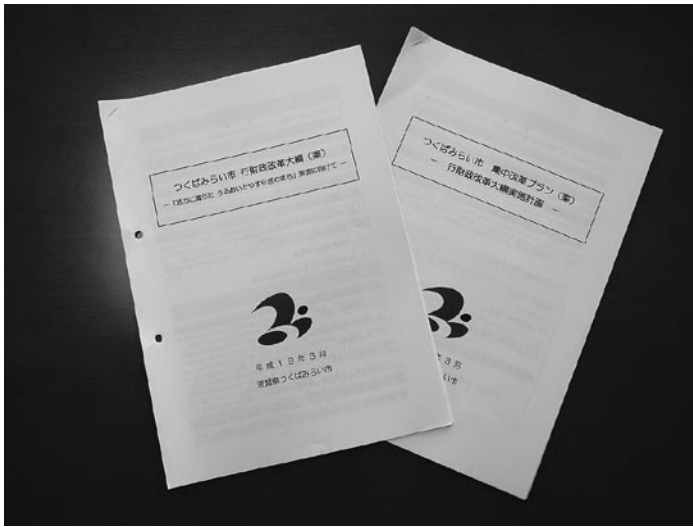 つくばみらい市 行財政改革大綱（案）
－「活力に満ちた うるおいとやすらぎのまち」実現に向けて－
平成19年3月
茨城県つくばみらい市
つくばみらい市 集中改革プラン（案）
－ 行財政改革大綱実施計画 －
年3月
らい市